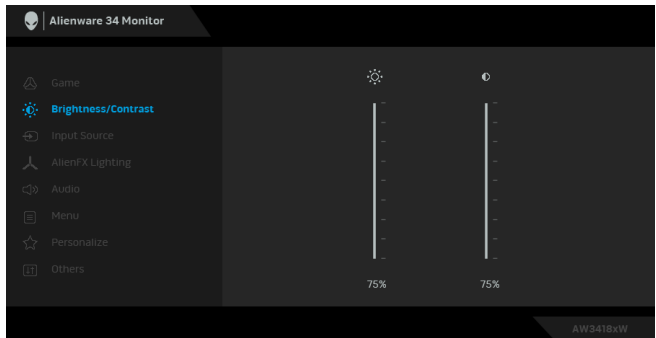 Alienware 34 Monitor
Game
Brightness/Contrast
Input Source
AlienFX Lighting
Audio
Menu
Personalize
Others
75% 75%
AW3418xW